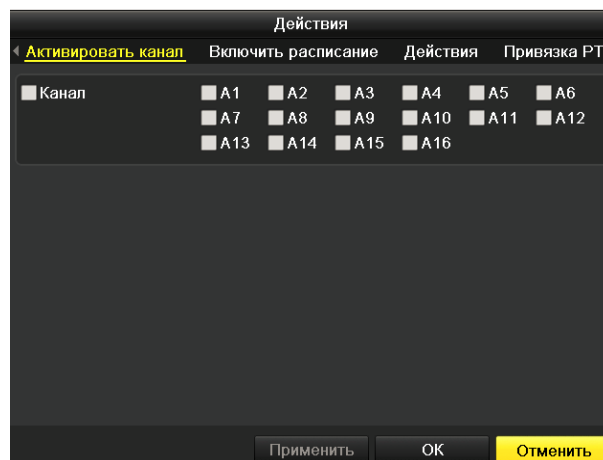 Действия
Активировать канал Включить расписание Действия Привязка PT
Канал A1 A2 A3 A4 A5 A6
A7 A8 A9 A10 A11 A12
A13 A14 A15 A16
Применить OK Отменить